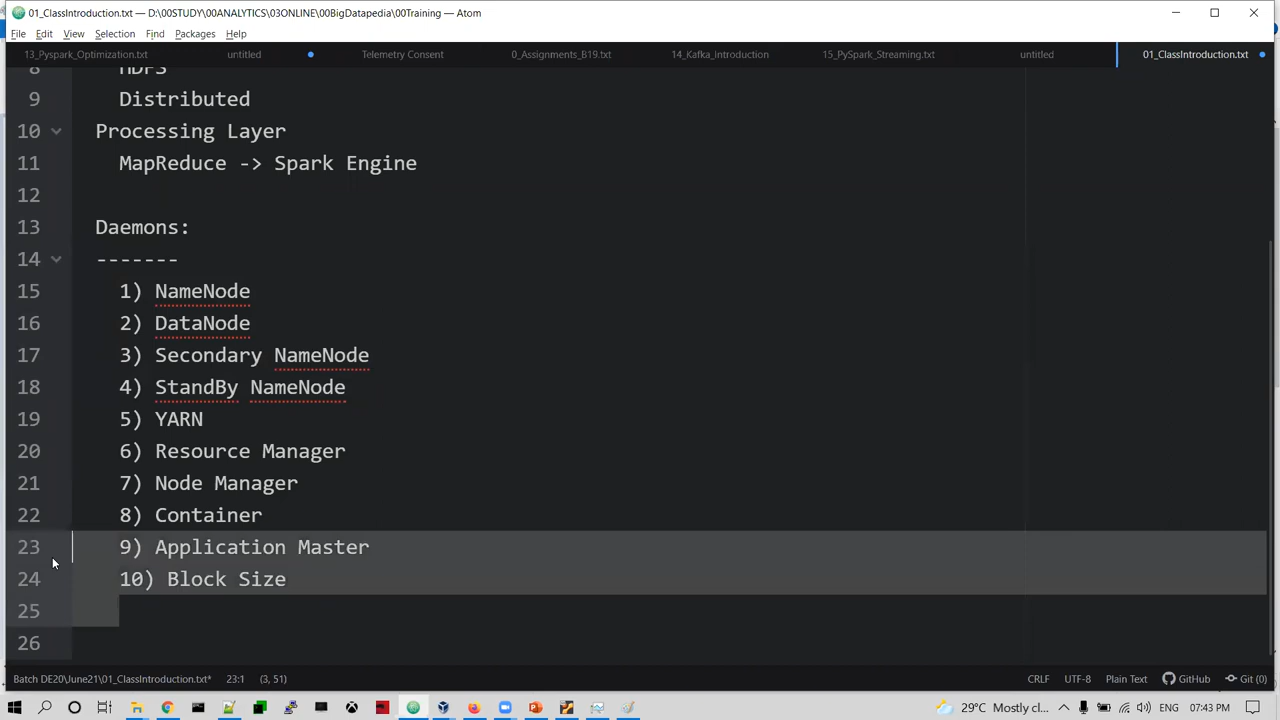 01_ClassIntroduction.txt — D:\00STUDY\00ANALYTICS\03ONLINE\00BigDatapedia\00Training — Atom
File Edit View Selection Find Packages Help
13_Pyspark_Optimization.txt untitled Telemetry Consent 0_Assignments_B19.txt 14_Kafka_Introduction 15_PySpark_Streaming.txt untitled 01_ClassIntroduction.txt
8 HDFS
9 Distributed
10 Processing Layer
11 MapReduce -> Spark Engine
12
13 Daemons:
14 -------
15 1) NameNode
16 2) DataNode
17 3) Secondary NameNode
18 4) StandBy NameNode
19 5) YARN
20 6) Resource Manager
21 7) Node Manager
22 8) Container
23 9) Application Master
24 10) Block Size
25
26
Batch DE20\June21\01_ClassIntroduction.txt* 23:1 (3, 51) CRLF UTF-8 Plain Text GitHub Git (0)
29°C Mostly cl... ENG 07:43 PM